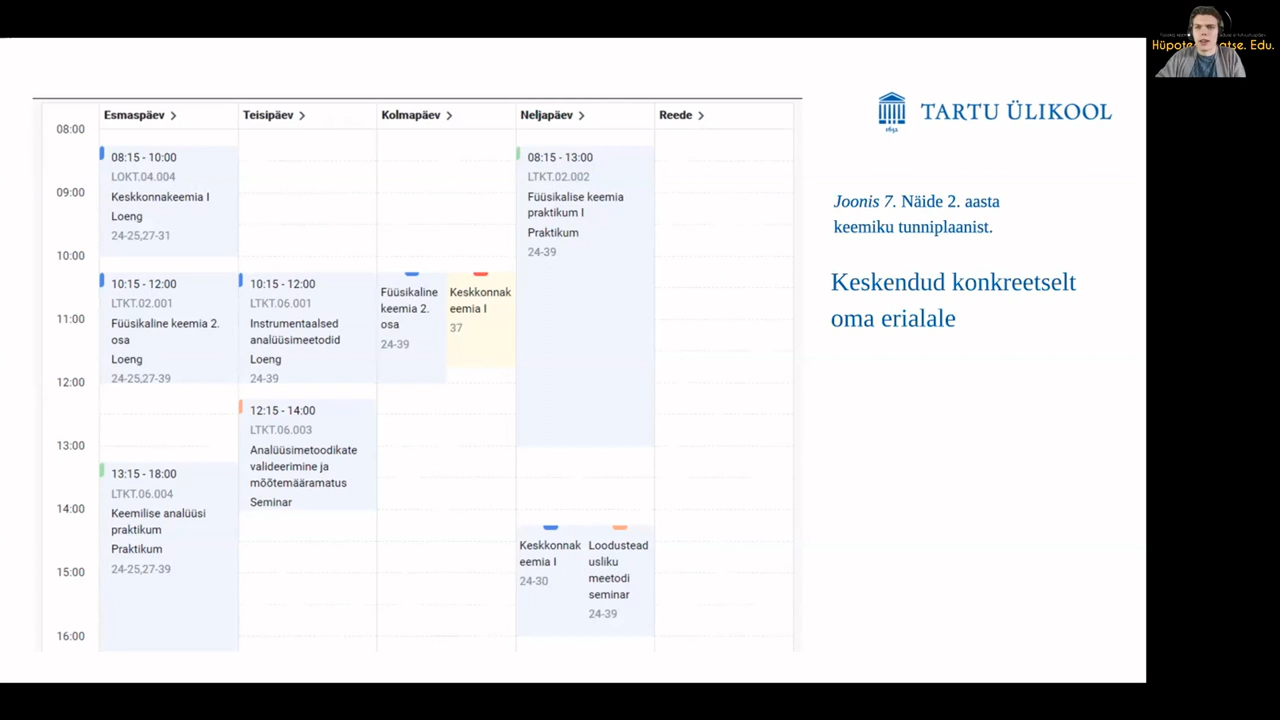 Esmaspäev
Teisipäev
Kolmapäev
Neljapäev
Reede
08:00
09:00
10:00
11:00
12:00
13:00
14:00
15:00
16:00
08:15 - 10:00
LOKT.04.004
Keskkonnakeemia I
Loeng
24-25,27-31
10:15 - 12:00
LTKT.02.001
Füüsikaline keemia 2.
osa
Loeng
24-25,27-39
13:15 - 18:00
LTKT.06.004
Keemilise analüüsi
praktikum
Praktikum
24-25,27-39
10:15 - 12:00
LTKT.06.001
Instrumentaalsed
analüüsimeetodid
Loeng
24-39
12:15 - 14:00
LTKT.06.003
Analüüsimetoodikate
valideerimine ja
mõõtemääramatus
Seminar
Füüsikaline
keemia 2.
osa
24-39
Keskkonnak
eemia I
37
08:15 - 13:00
LTKT.02.002
Füüsikalise keemia
praktikum I
Praktikum
24-39
Keskkonnak
eemia I
24-30
Loodustead
usliku
meetodi
seminar
24-39
1632
TARTU ÜLIKOOL
Joonis 7. Näide 2. aasta
keemiku tunniplaanist.
Keskendud konkreetselt
oma erialale
Edu.